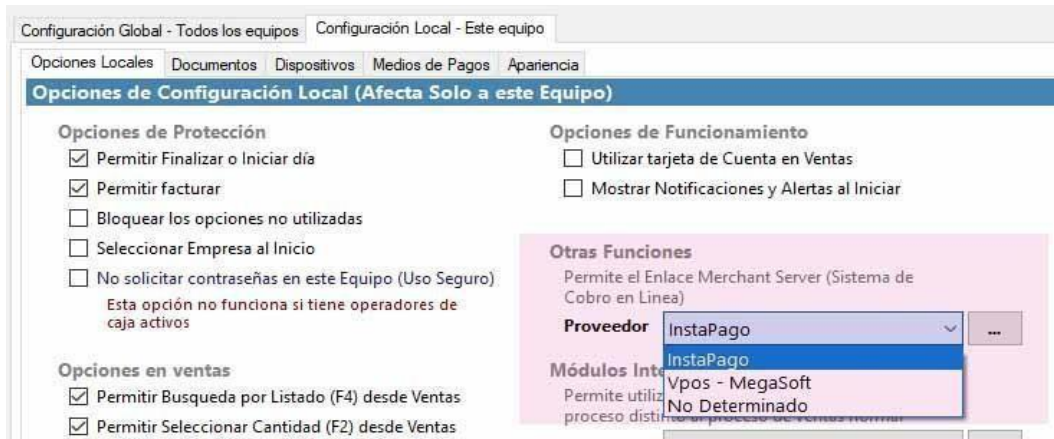 Configuración Global - Todos los equipos Configuración Local - Este equipo
Opciones Locales Documentos Dispositivos Medios de Pagos Apariencia
Opciones de Configuración Local (Afecta Solo a este Equipo)
Opciones de Protección
Permitir Finalizar o Iniciar día
Permitir facturar
Bloquear los opciones no utilizadas
Seleccionar Empresa al Inicio
No solicitar contraseñas en este Equipo (Uso Seguro)
Esta opción no funciona si tiene operadores de
caja activos
Opciones en ventas
Permitir Busqueda por Listado (F4) desde Ventas
Permitir Seleccionar Cantidad (F2) desde Ventas
Opciones de Funcionamiento
Utilizar tarjeta de Cuenta en Ventas
Mostrar Notificaciones y Alertas al Iniciar
Otras Funciones
Permite el Enlace Merchant Server (Sistema de
Cobro en Linea)
Proveedor InstaPago ...
InstaPago
Vpos - MegaSoft
No Determinado
Módulos
Permite
proceso